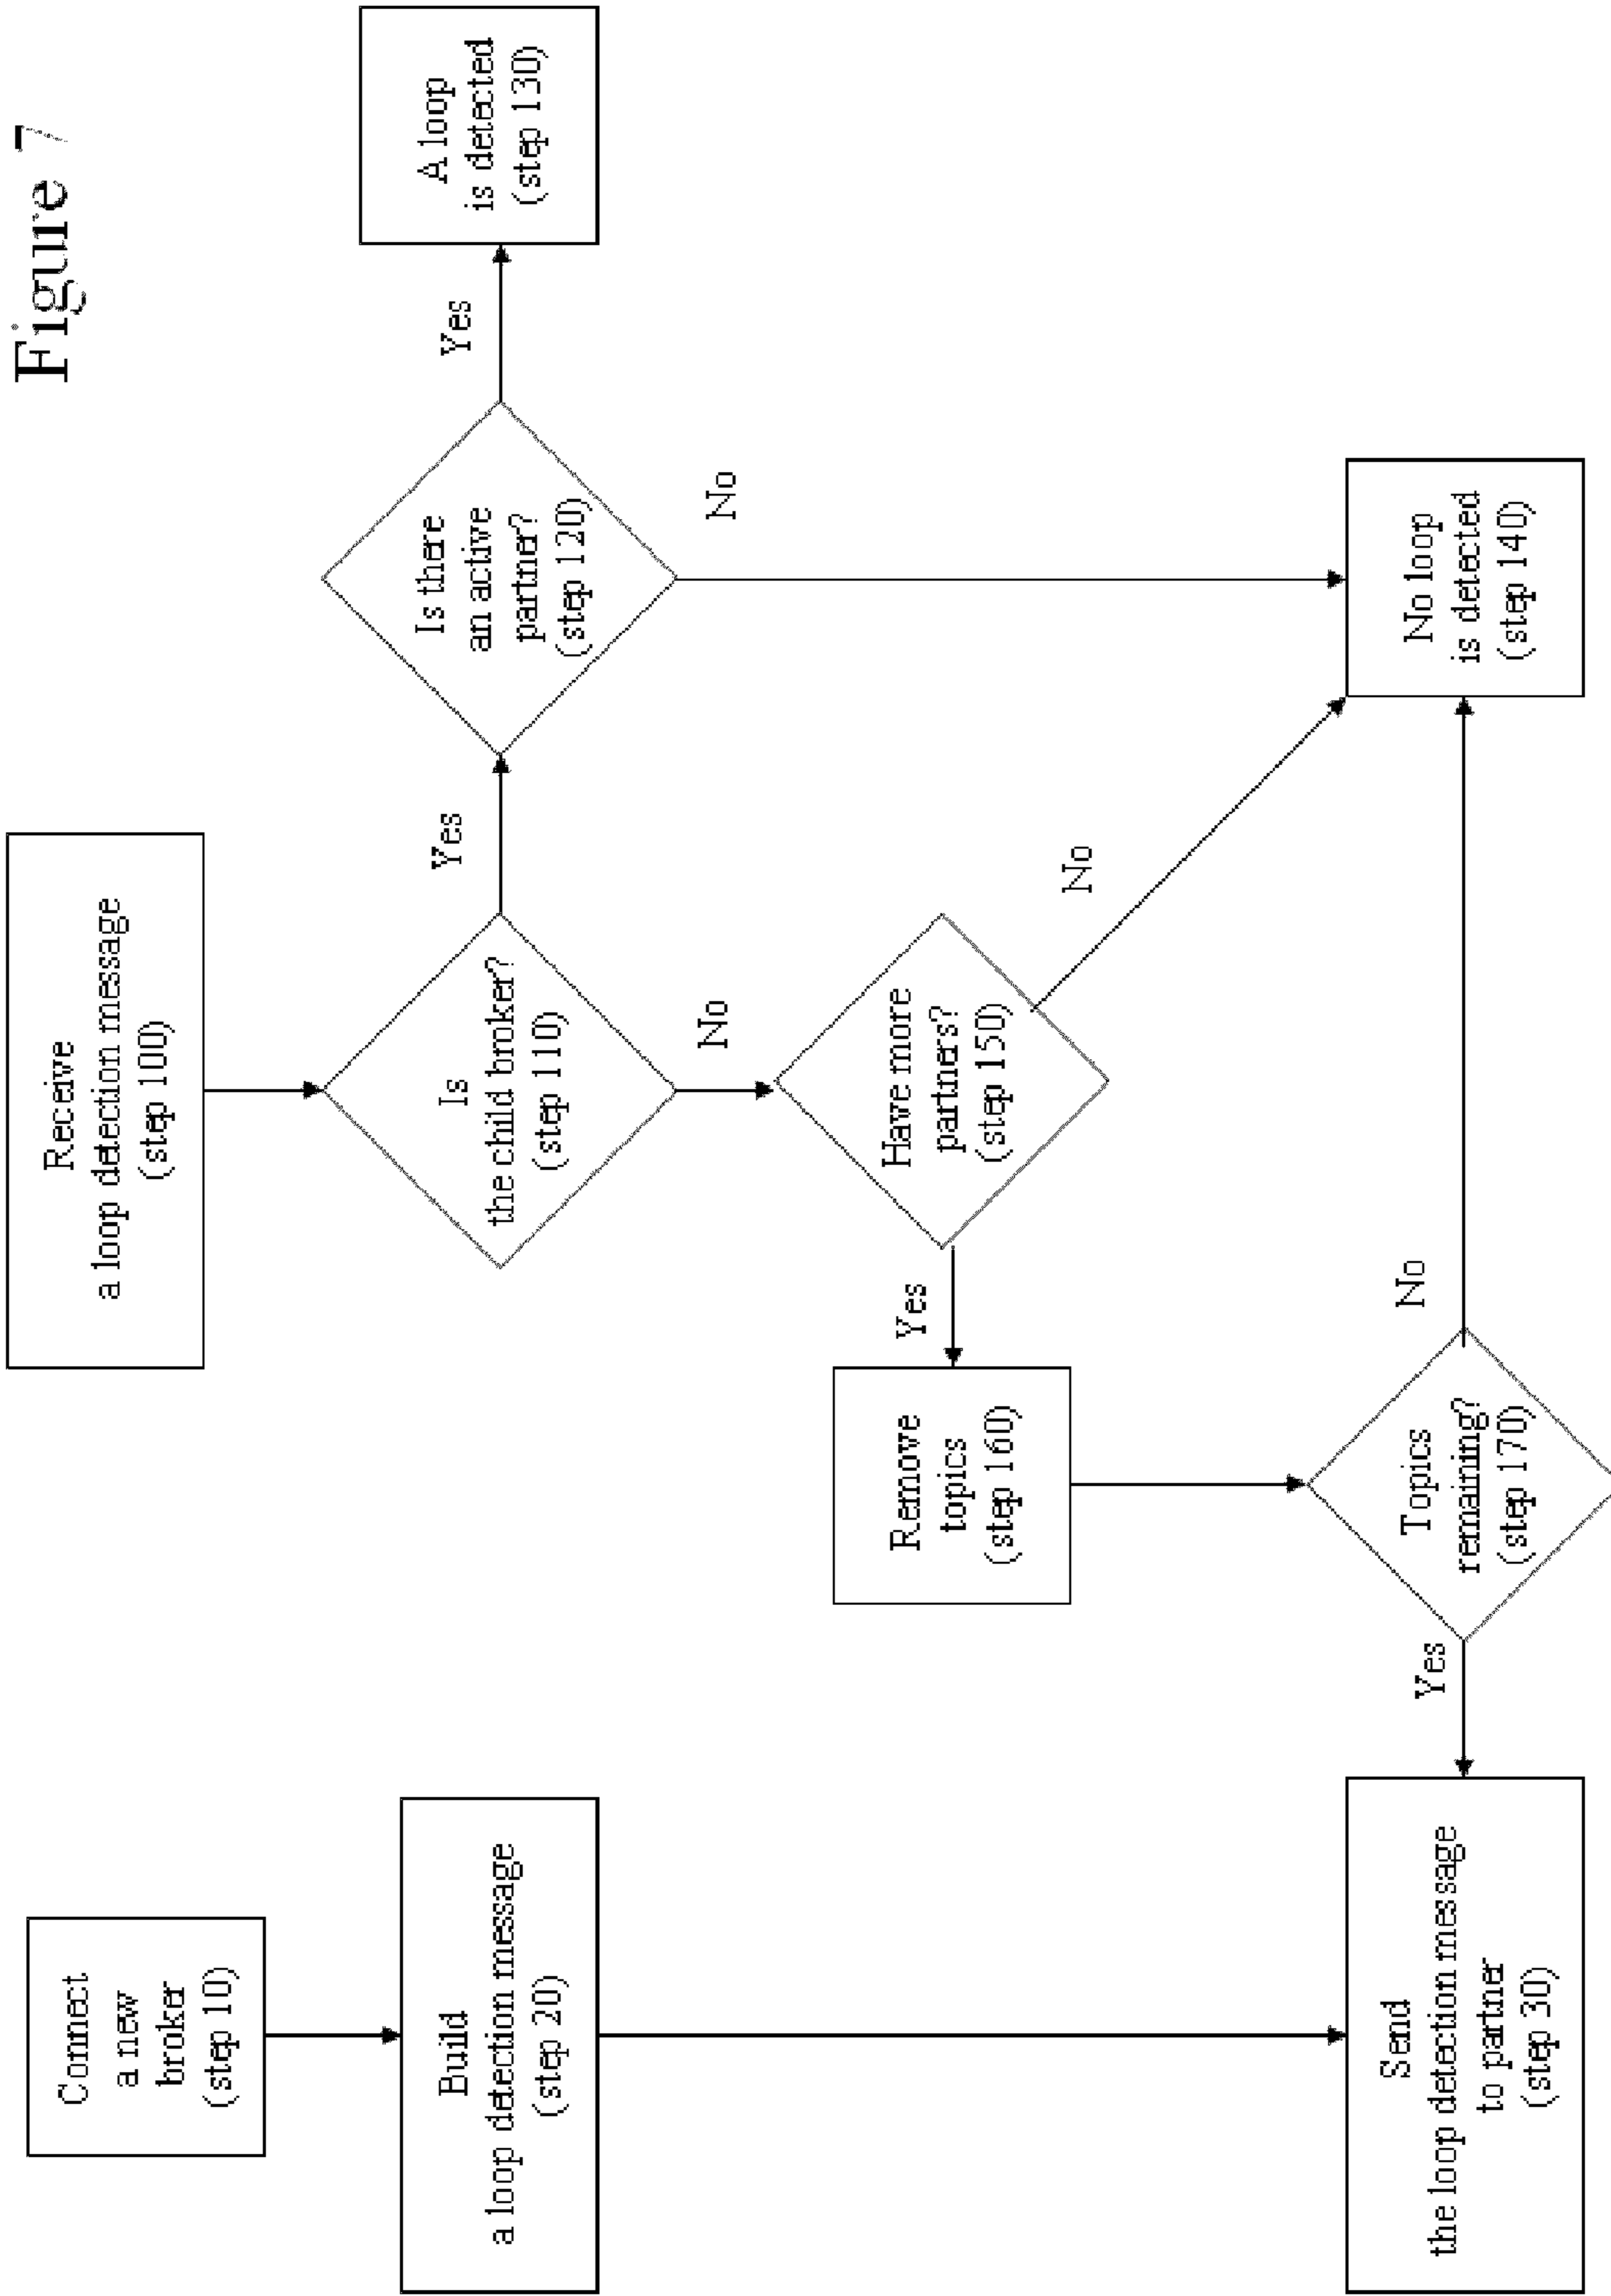 Figure 7
Connect
a new
broker
(step 10)
Build
a loop detection message
(step 20)
Send
the loop detection message
to partner
(step 30)
Receive
a loop detection message
(step 100)
Is
the child broker?
(step 110)
Yes
No
Is there
an active
partner?
(step 120)
Yes
No
A loop
is detected
(step 130)
Have more
partners?
(step 150)
Yes
No
Remove
topics
(step 160)
Topics
remaining?
(step 170)
Yes
No
No loop
is detected
(step 140)